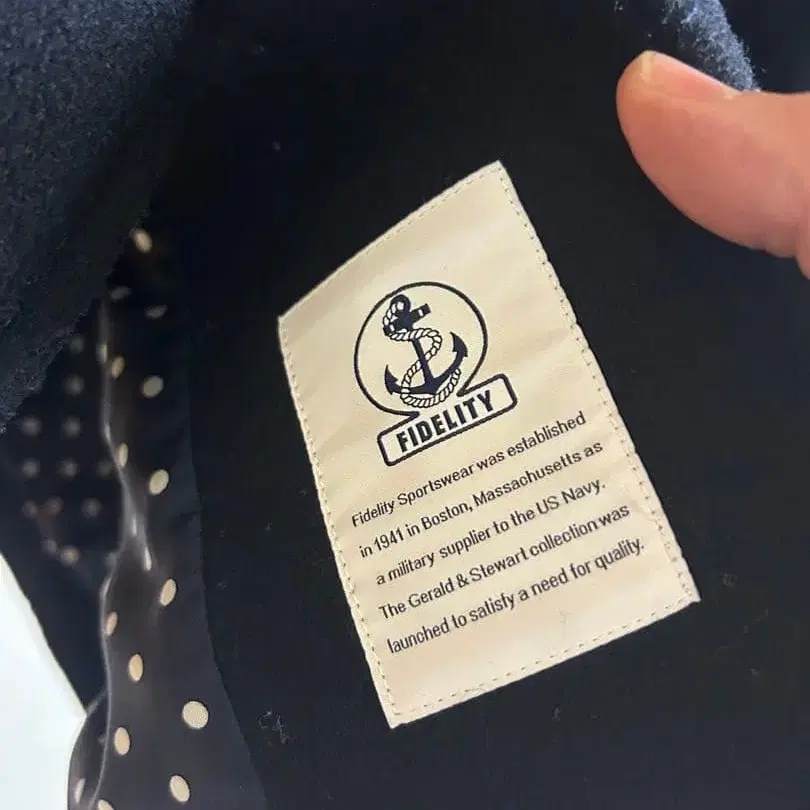 FIDELITY
Fidelity Sportswear was established
in 1941 in Boston, Massachusetts as
a military supplier to the US Navy.
The Gerald & Stewart collection was
launched to satisfy a need for quality.